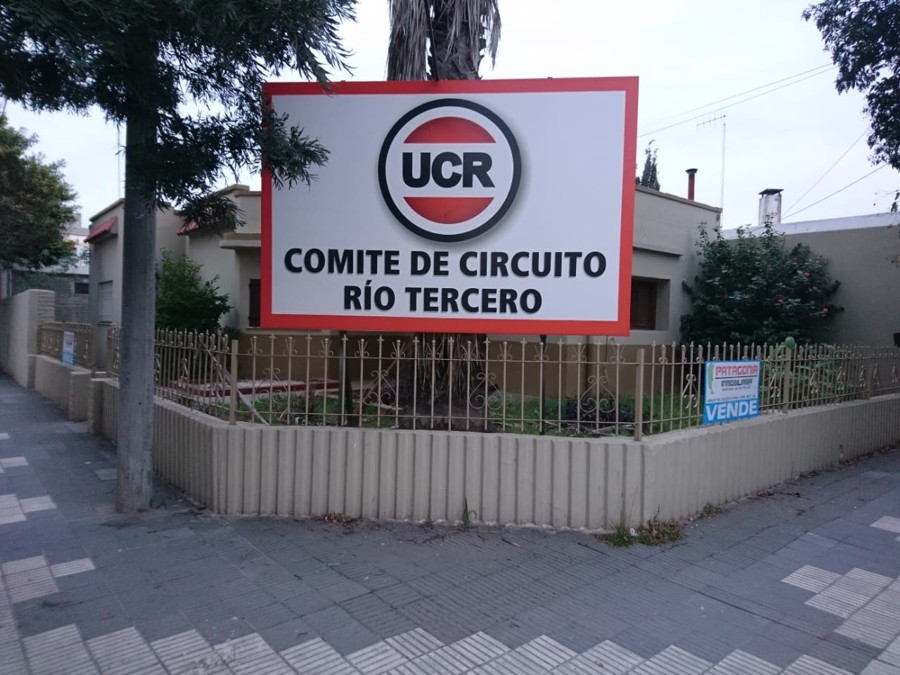 UCR
COMITE DE CIRCUITO
RÍO TERCERO
PATAGONIA
INMOBILIARIA
VENDE